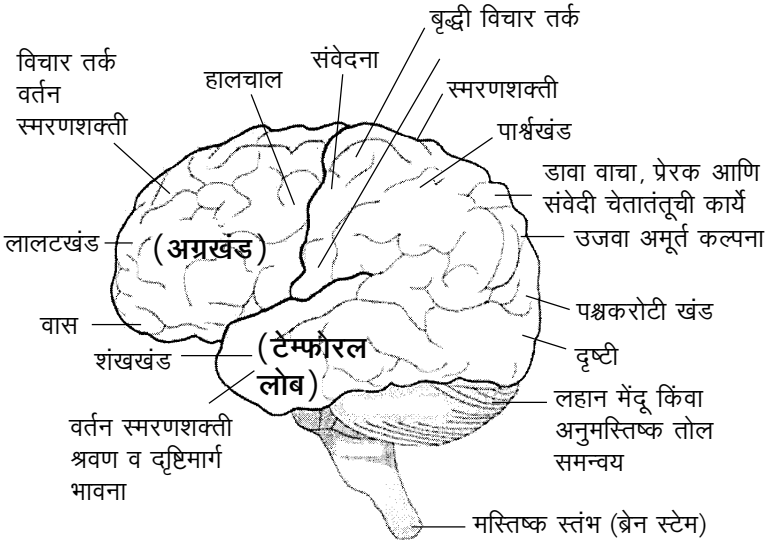 बृद्धी विचार तर्क
विचार तर्क
वर्तन
स्मरणशक्ती
हालचाल
संवेदना
स्मरणशक्ती
पार्श्वखंड
डावा वाचा, प्रेरक आणि
संवेदी चेतातंतूची कार्ये
उजवा अमूर्त कल्पना
लालटखंड
(अग्रखंड)
पश्चकरोटी खंड
वास
शंखखंड
(टेम्फोरल
लोब)
दृष्टी
लहान मेंदू किंवा
अनुमस्तिष्क तोल
समन्वय
वर्तन स्मरणशक्ती
श्रवण व दृष्टिमार्ग
भावना
मस्तिष्क स्तंभ (ब्रेन स्टेम)